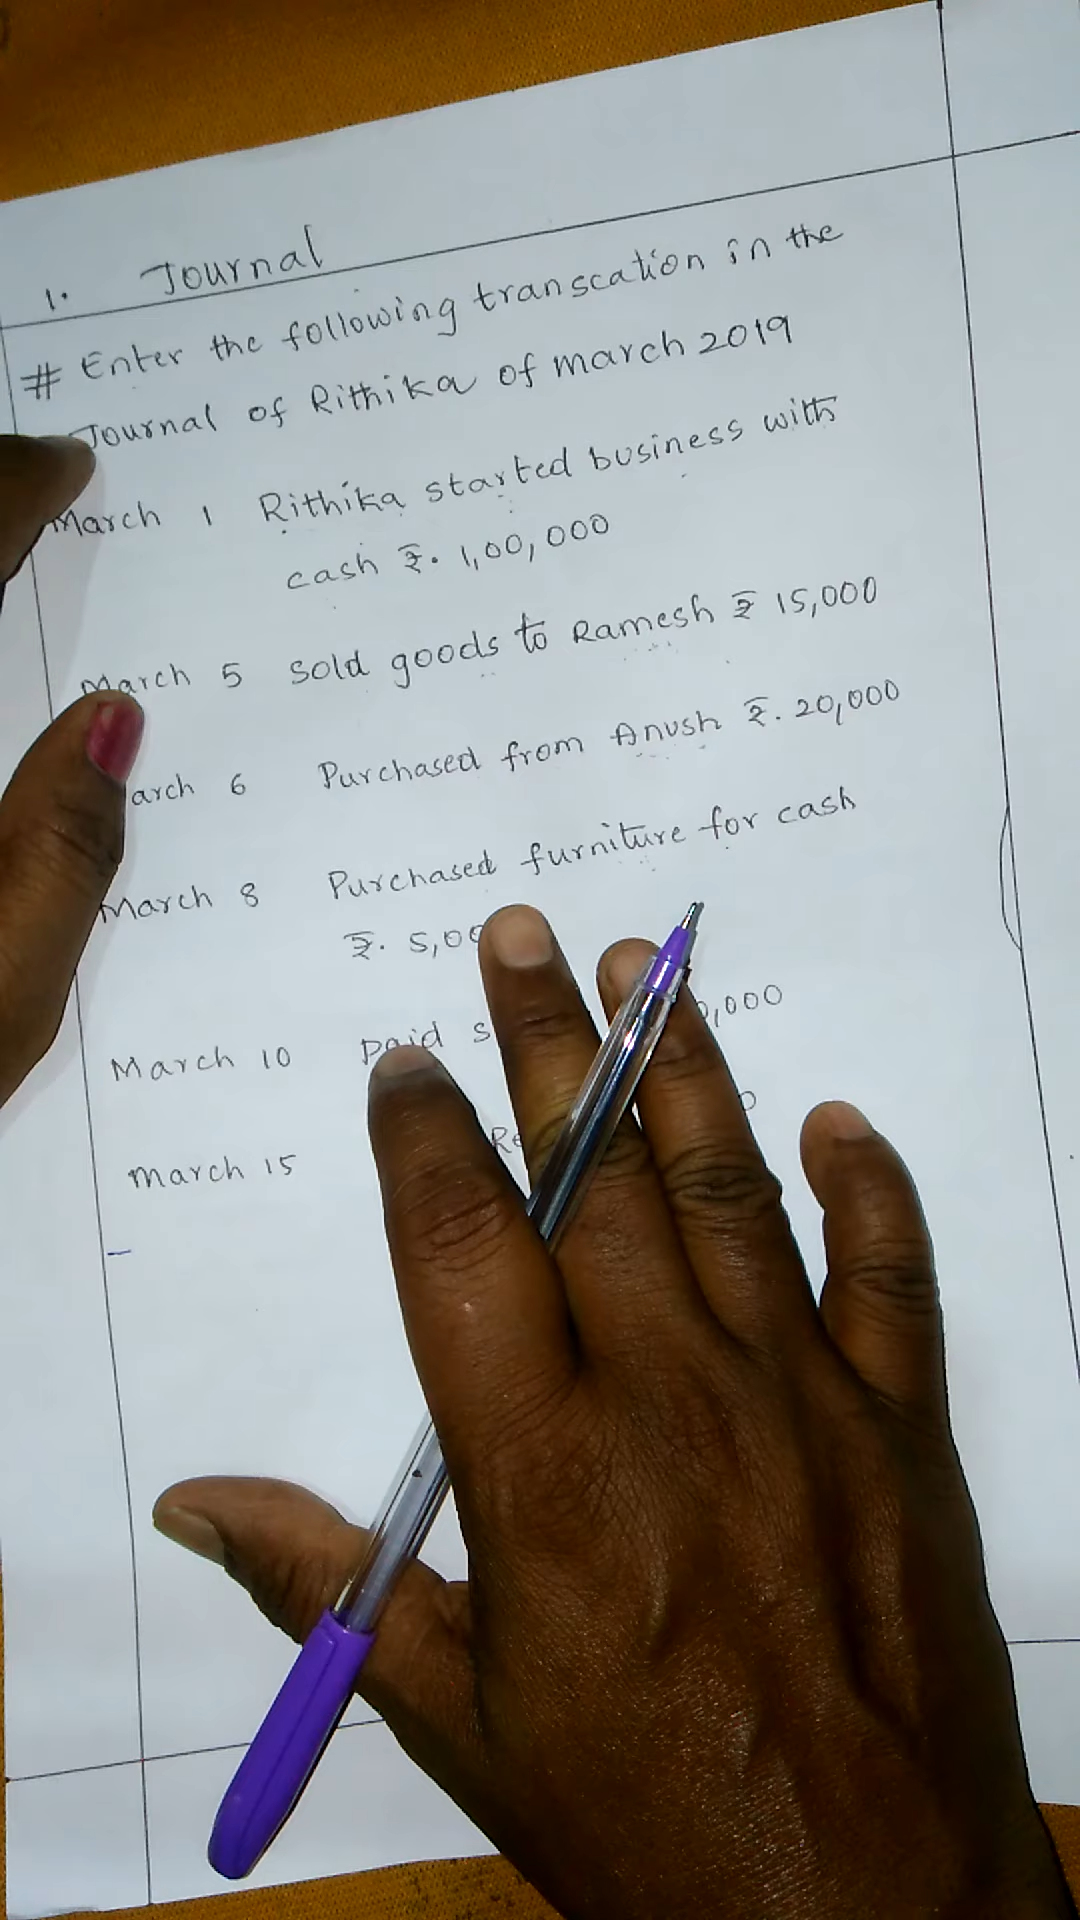 1. Journal
# Enter the following transcation in the
Journal of Rithika of march 2019
March 1 Rithika started business with
cash ₹. 1,00,000
March 5 sold goods to Ramesh ₹ 15,000
arch 6 Purchased from Anush ₹. 20,000
March 8 Purchased furniture for cash
₹. 5,00
March 10 paid
March 15